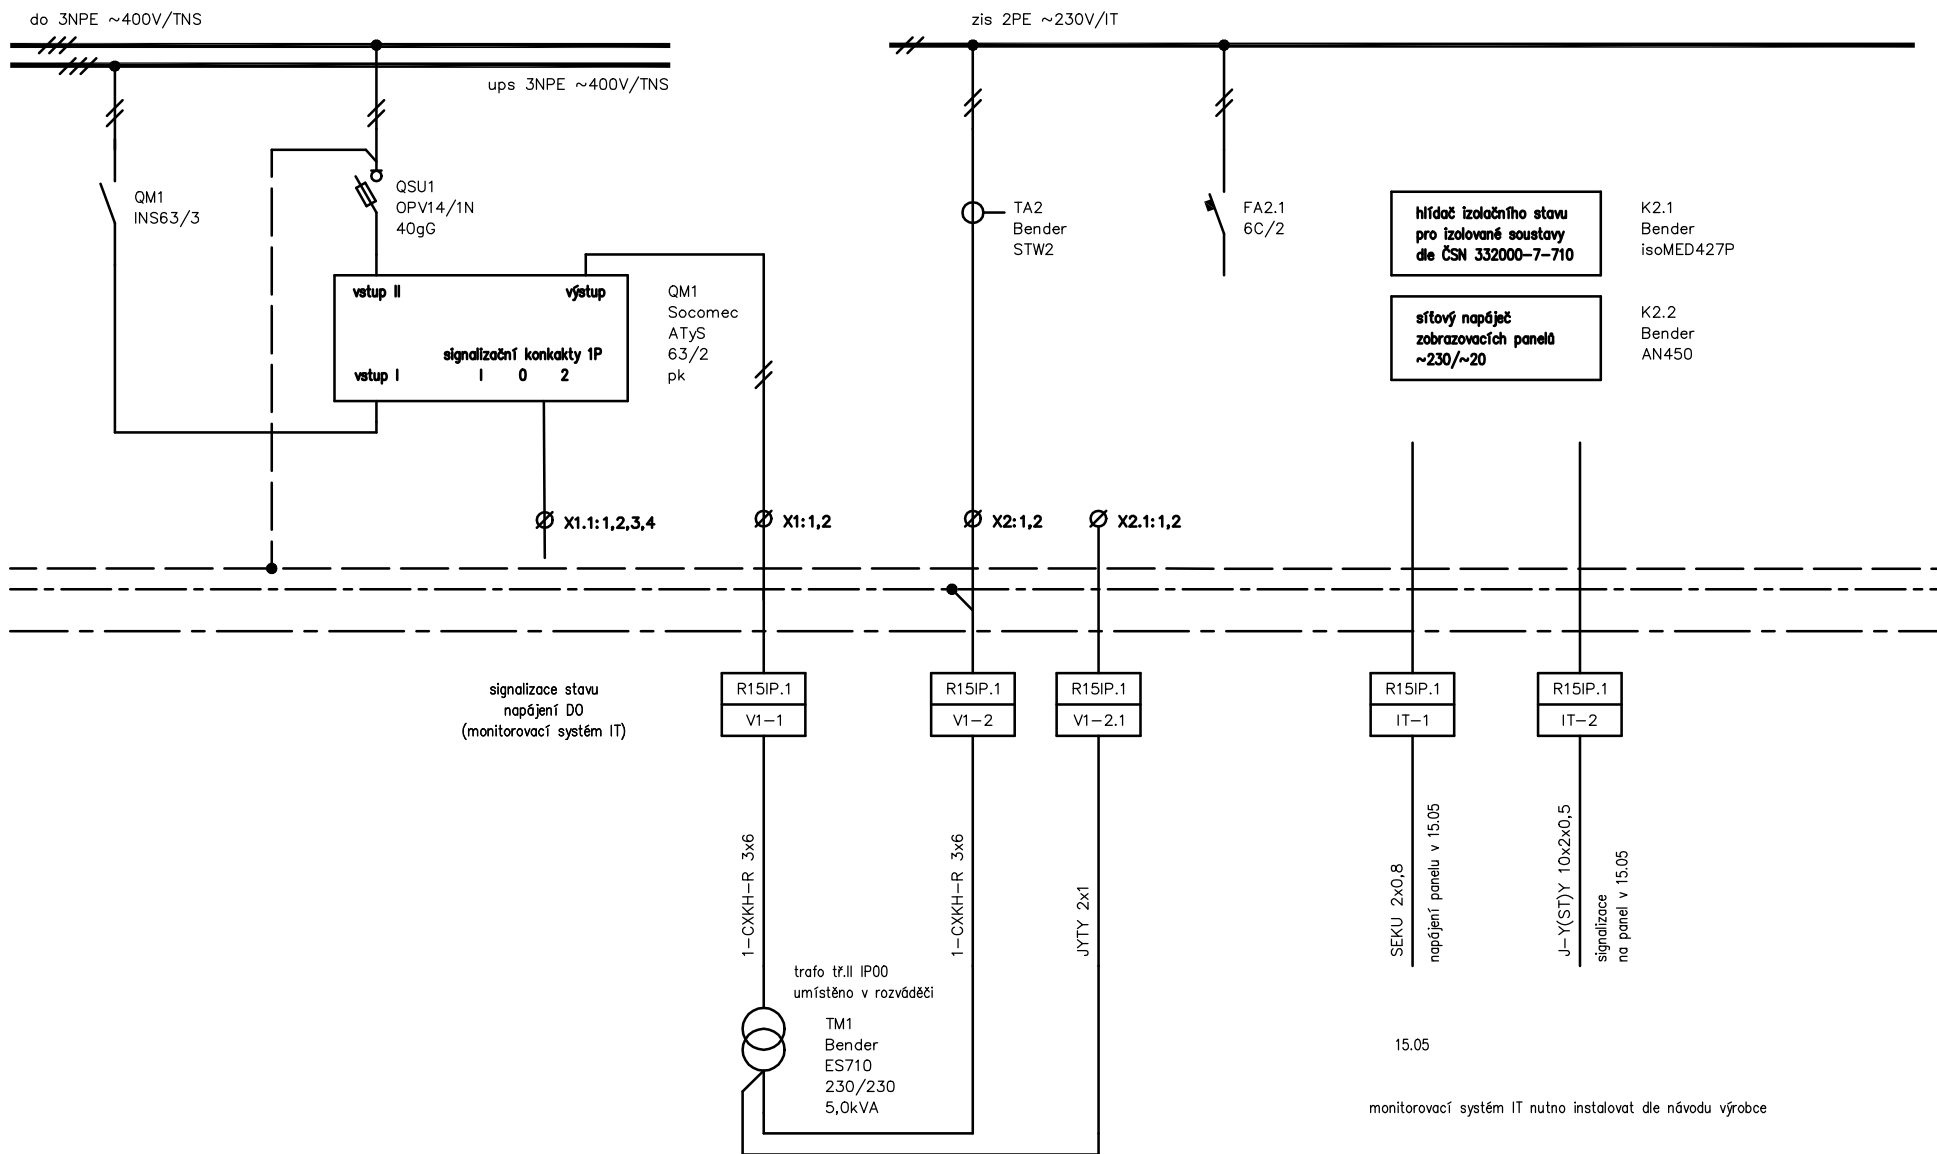 do 3NPE ~400V/TNS
zis 2PE ~230V/IT
ups 3NPE ~400V/TNS
QM1
INS63/3
QSU1
OPV14/1N
40gG
TA2
Bender
STW2
FA2.1
6C/2
hlídač izolačního stavu
pro izolované soustavy
dle ČSN 332000-7-710
K2.1
Bender
isoMED427P
vstup II
výstup
signalizační konkakty 1P
vstup I
I 0 2
QM1
Socomec
ATyS
63/2
pk
síťový napáječ
zobrazovacích panelů
~230/~20
K2.2
Bender
AN450
X1.1:1,2,3,4
X1:1,2
X2:1,2
X2.1:1,2
signalizace stavu
napájení DO
(monitorovací systém IT)
R15IP.1
V1-1
R15IP.1
V1-2
R15IP.1
V1-2.1
R15IP.1
IT-1
R15IP.1
IT-2
1-CXKH-R 3x6
1-CXKH-R 3x6
JYTY 2x1
SEKU 2x0,8
napájení panelu v 15.05
J-Y(ST)Y 10x2x0,5
signalizace
na panel v 15.05
trafo tř.II IP00
umístěno v rozváděči
TM1
Bender
ES710
230/230
5,0kVA
15.05
monitorovací systém IT nutno instalovat dle návodu výrobce